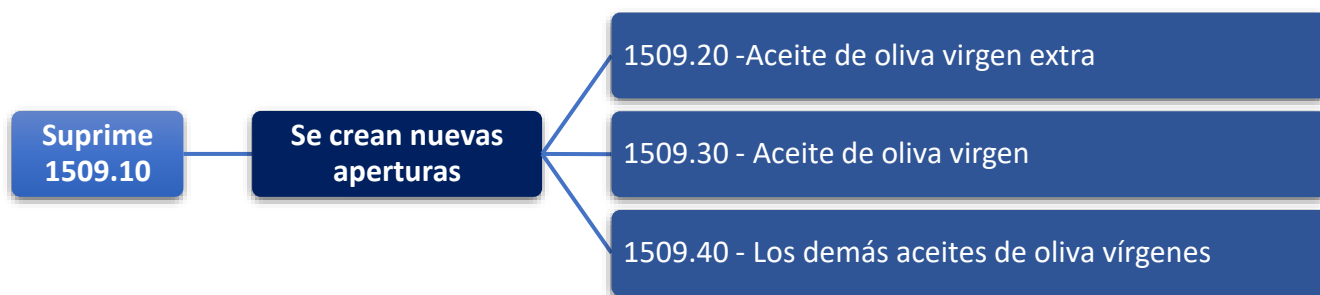 Suprime
1509.10
Se crean nuevas
aperturas
1509.20 -Aceite de oliva virgen extra
1509.30 - Aceite de oliva virgen
1509.40 - Los demás aceites de oliva vírgenes